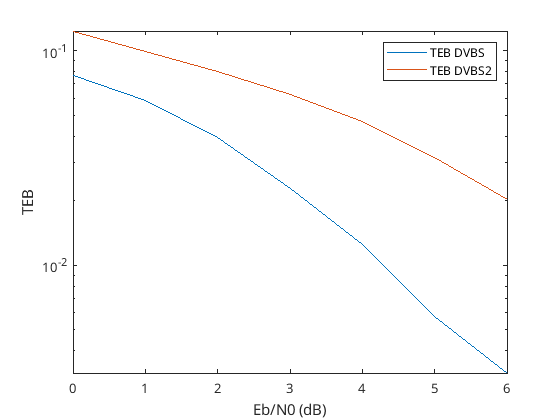 TEB DVBS
TEB DVBS2
10-1
10-2
TEB
0 1 2 3 4 5 6
Eb/N0 (dB)